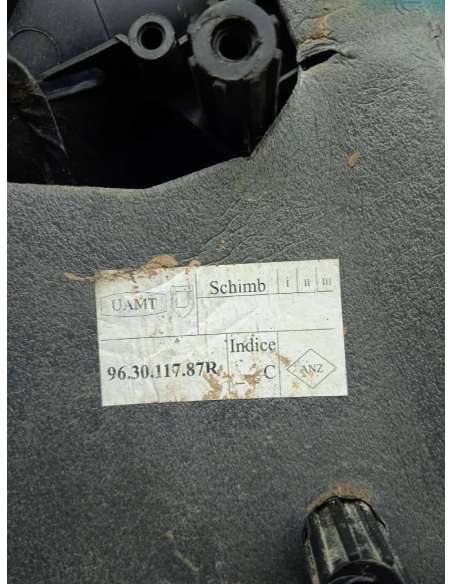 UAMT
Schimb
i
II
III
Indice
96.30.117.87R
_ C
ANZ